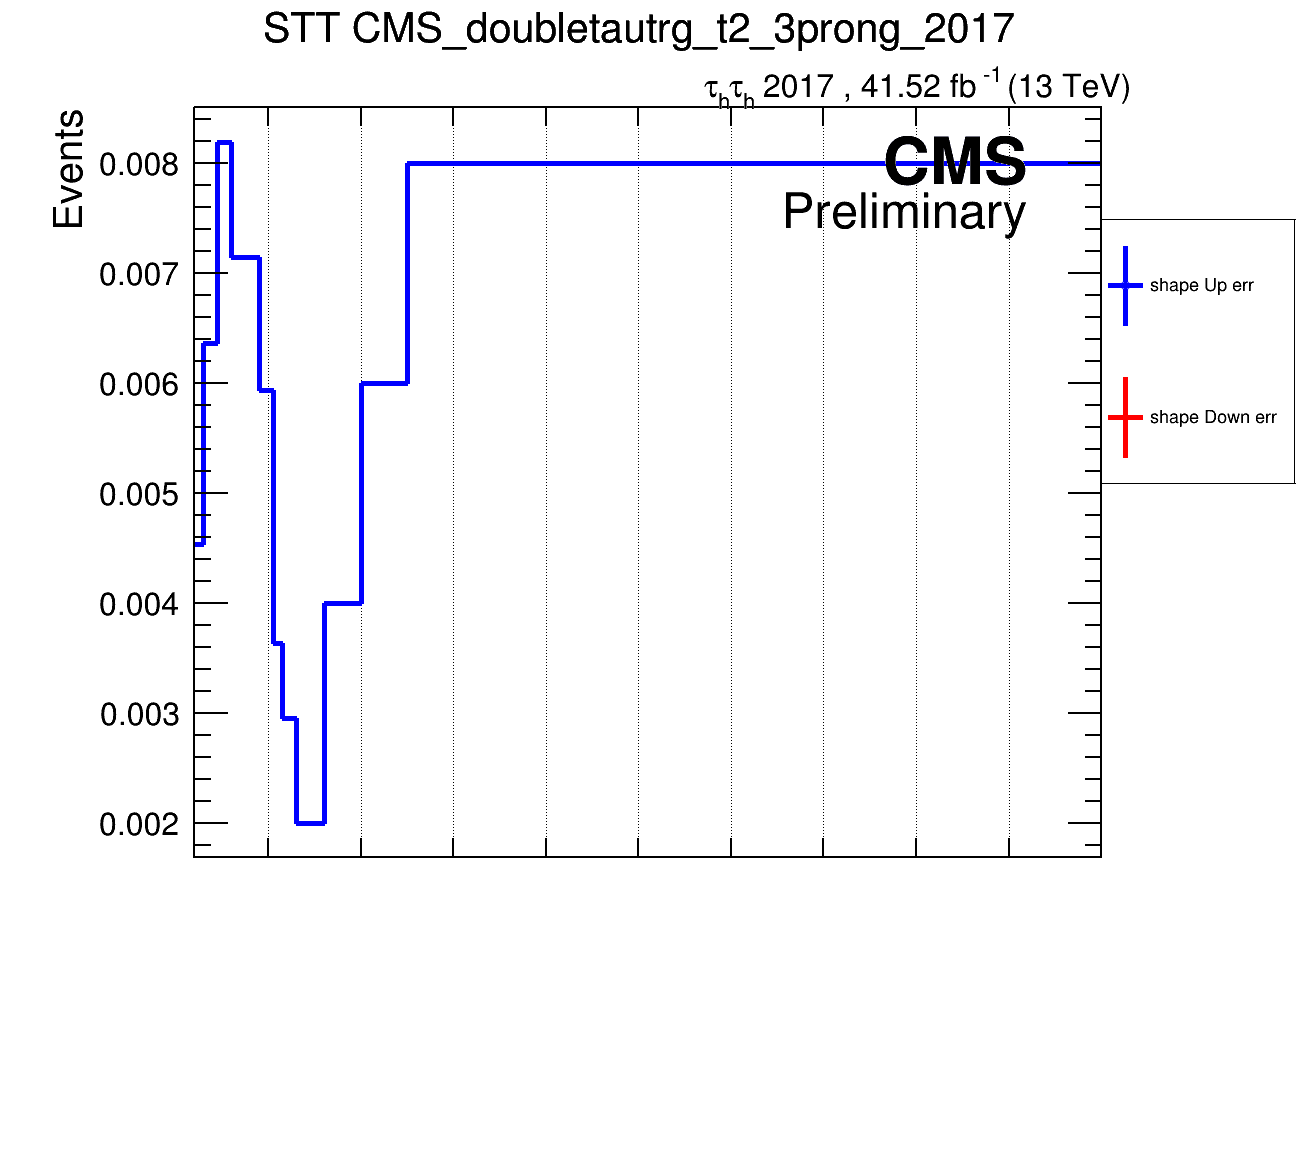 STT CMS_doubletautrg_t2_3prong_2017
τhτh 2017 , 41.52 fb -1 (13 TeV)
Events
CMS
Preliminary
0.008
0.007
0.006
0.005
0.004
0.003
0.002
shape Up err
shape Down err